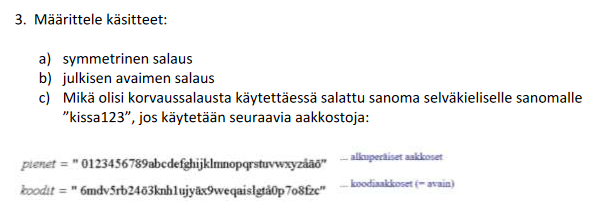 3. Määrittele käsitteet:
a) symmetrinen salaus
b) julkisen avaimen salaus
c) Mikä olisi korvaussalausta käytettäessä salattu sanoma selväkieliselle sanomalle
”kissa123”, jos käytetään seuraavia aakkostoja:
pienet = " 0123456789abcdefghijklmnopqrstuvwxyzåäö" ... alkuperäiset aakkoset
koodit = " 6mdv5rb24ö3knh1ujyäx9weqaislgtå0p7o8fzc" ... koodiaakkoset (= avain)